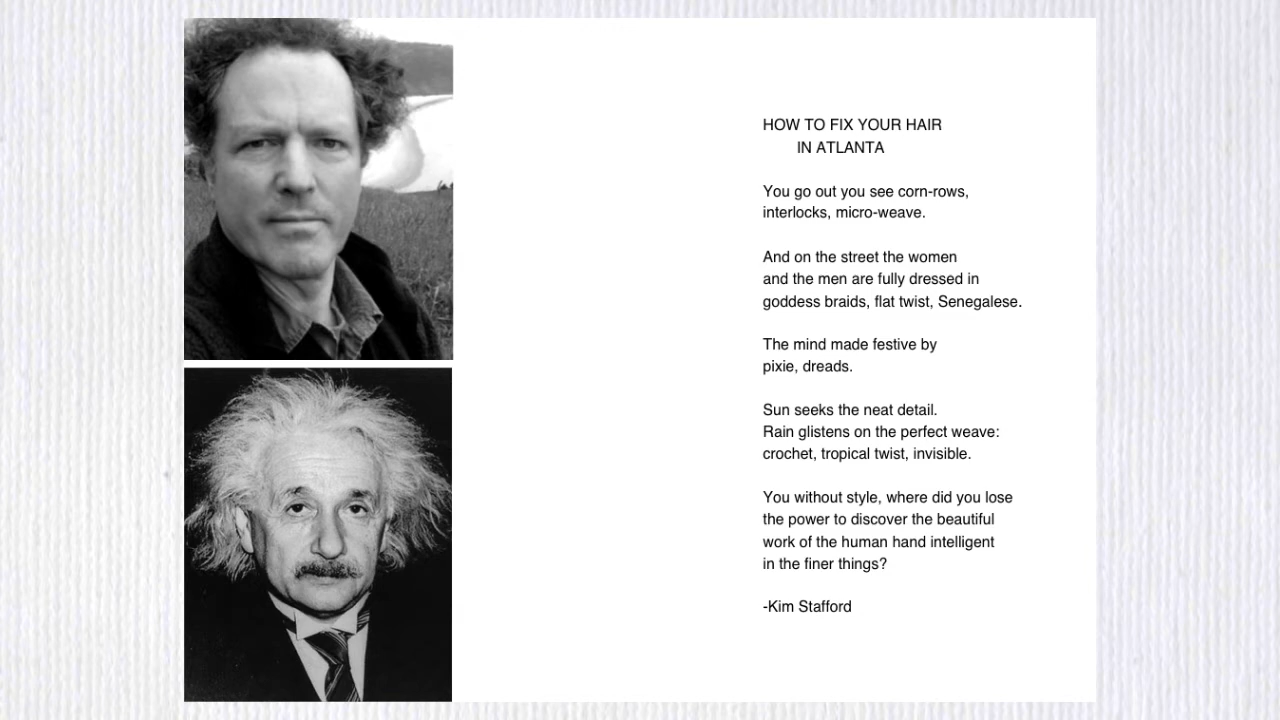 HOW TO FIX YOUR HAIR
IN ATLANTA
You go out you see corn-rows,
interlocks, micro-weave.
And on the street the women
and the men are fully dressed in
goddess braids, flat twist, Senegalese.
The mind made festive by
pixie, dreads.
Sun seeks the neat detail.
Rain glistens on the perfect weave:
crochet, tropical twist, invisible.
You without style, where did you lose
the power to discover the beautiful
work of the human hand intelligent
in the finer things?
-Kim Stafford